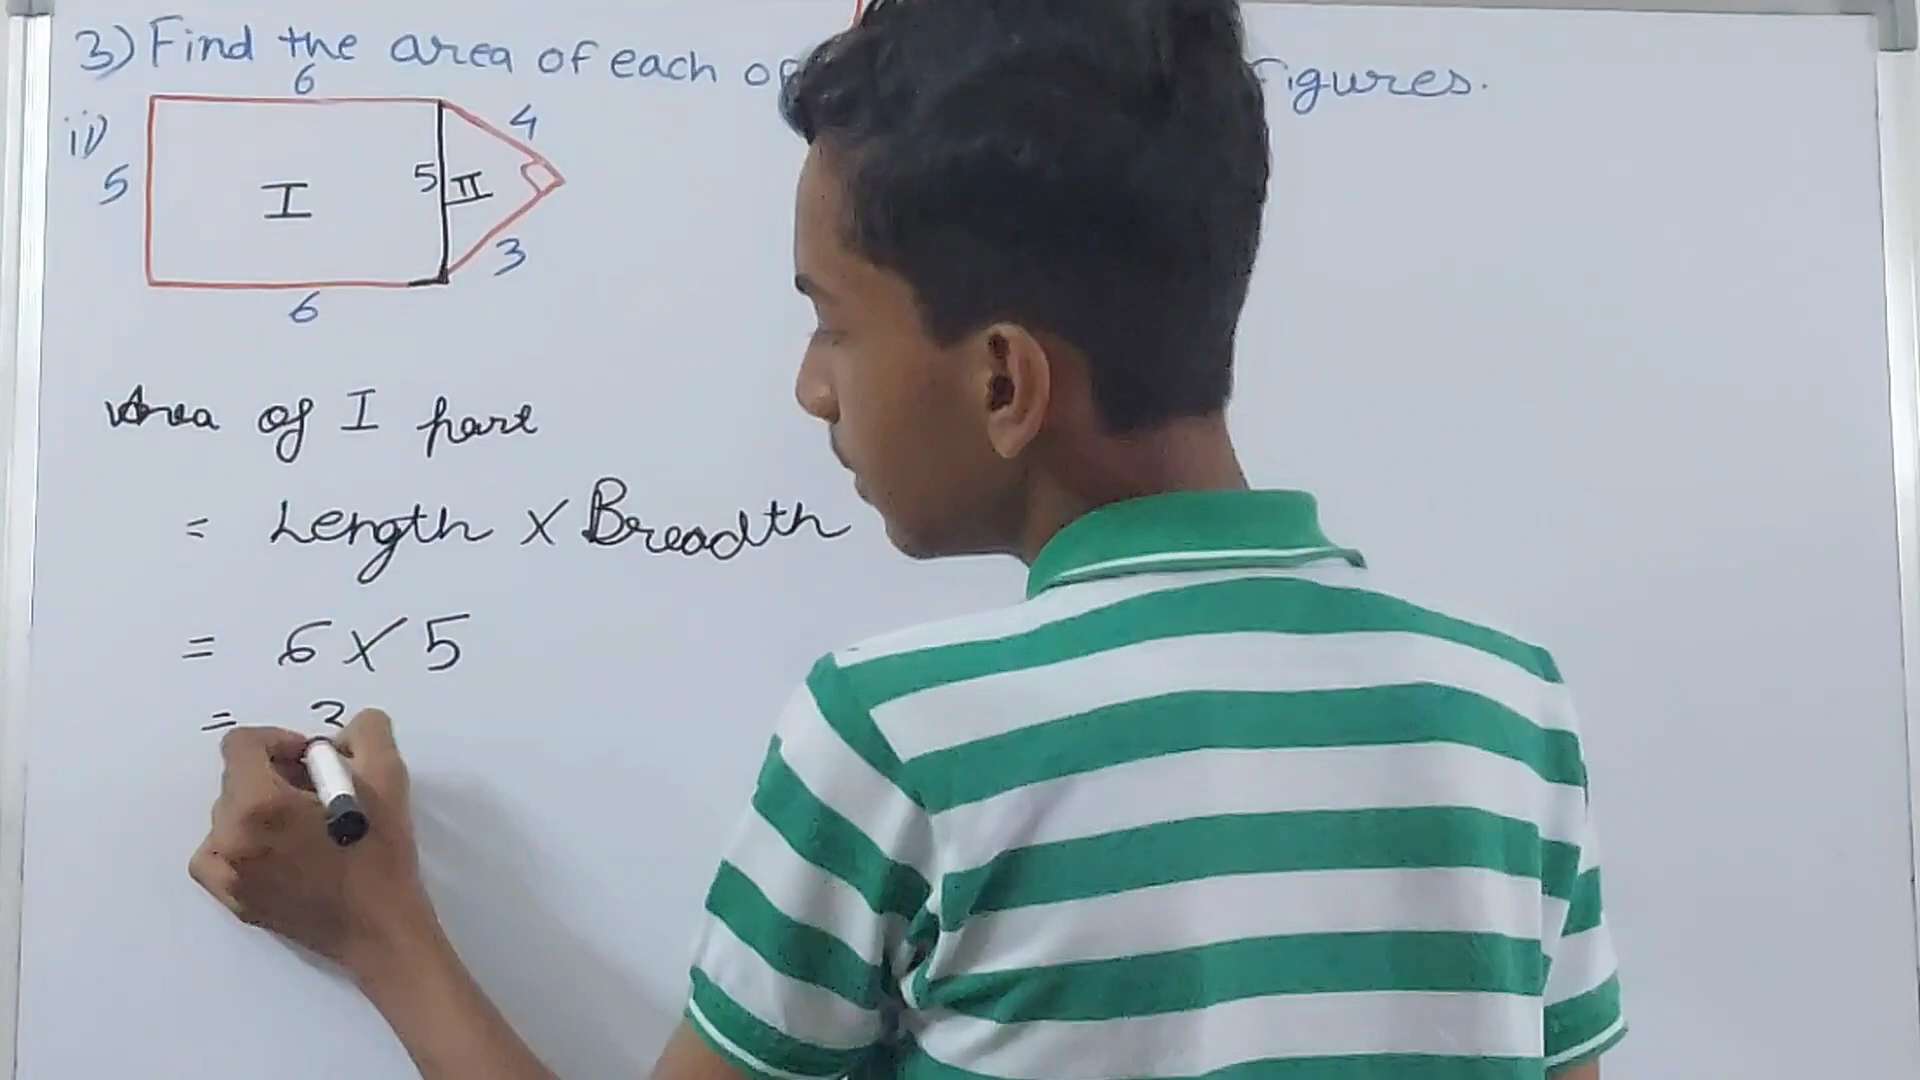 3) Find the area of each of figures.
6
ii)
4
5
I
5
II
3
6
Area of I part
= Length × Breadth
= 6 × 5
= 3